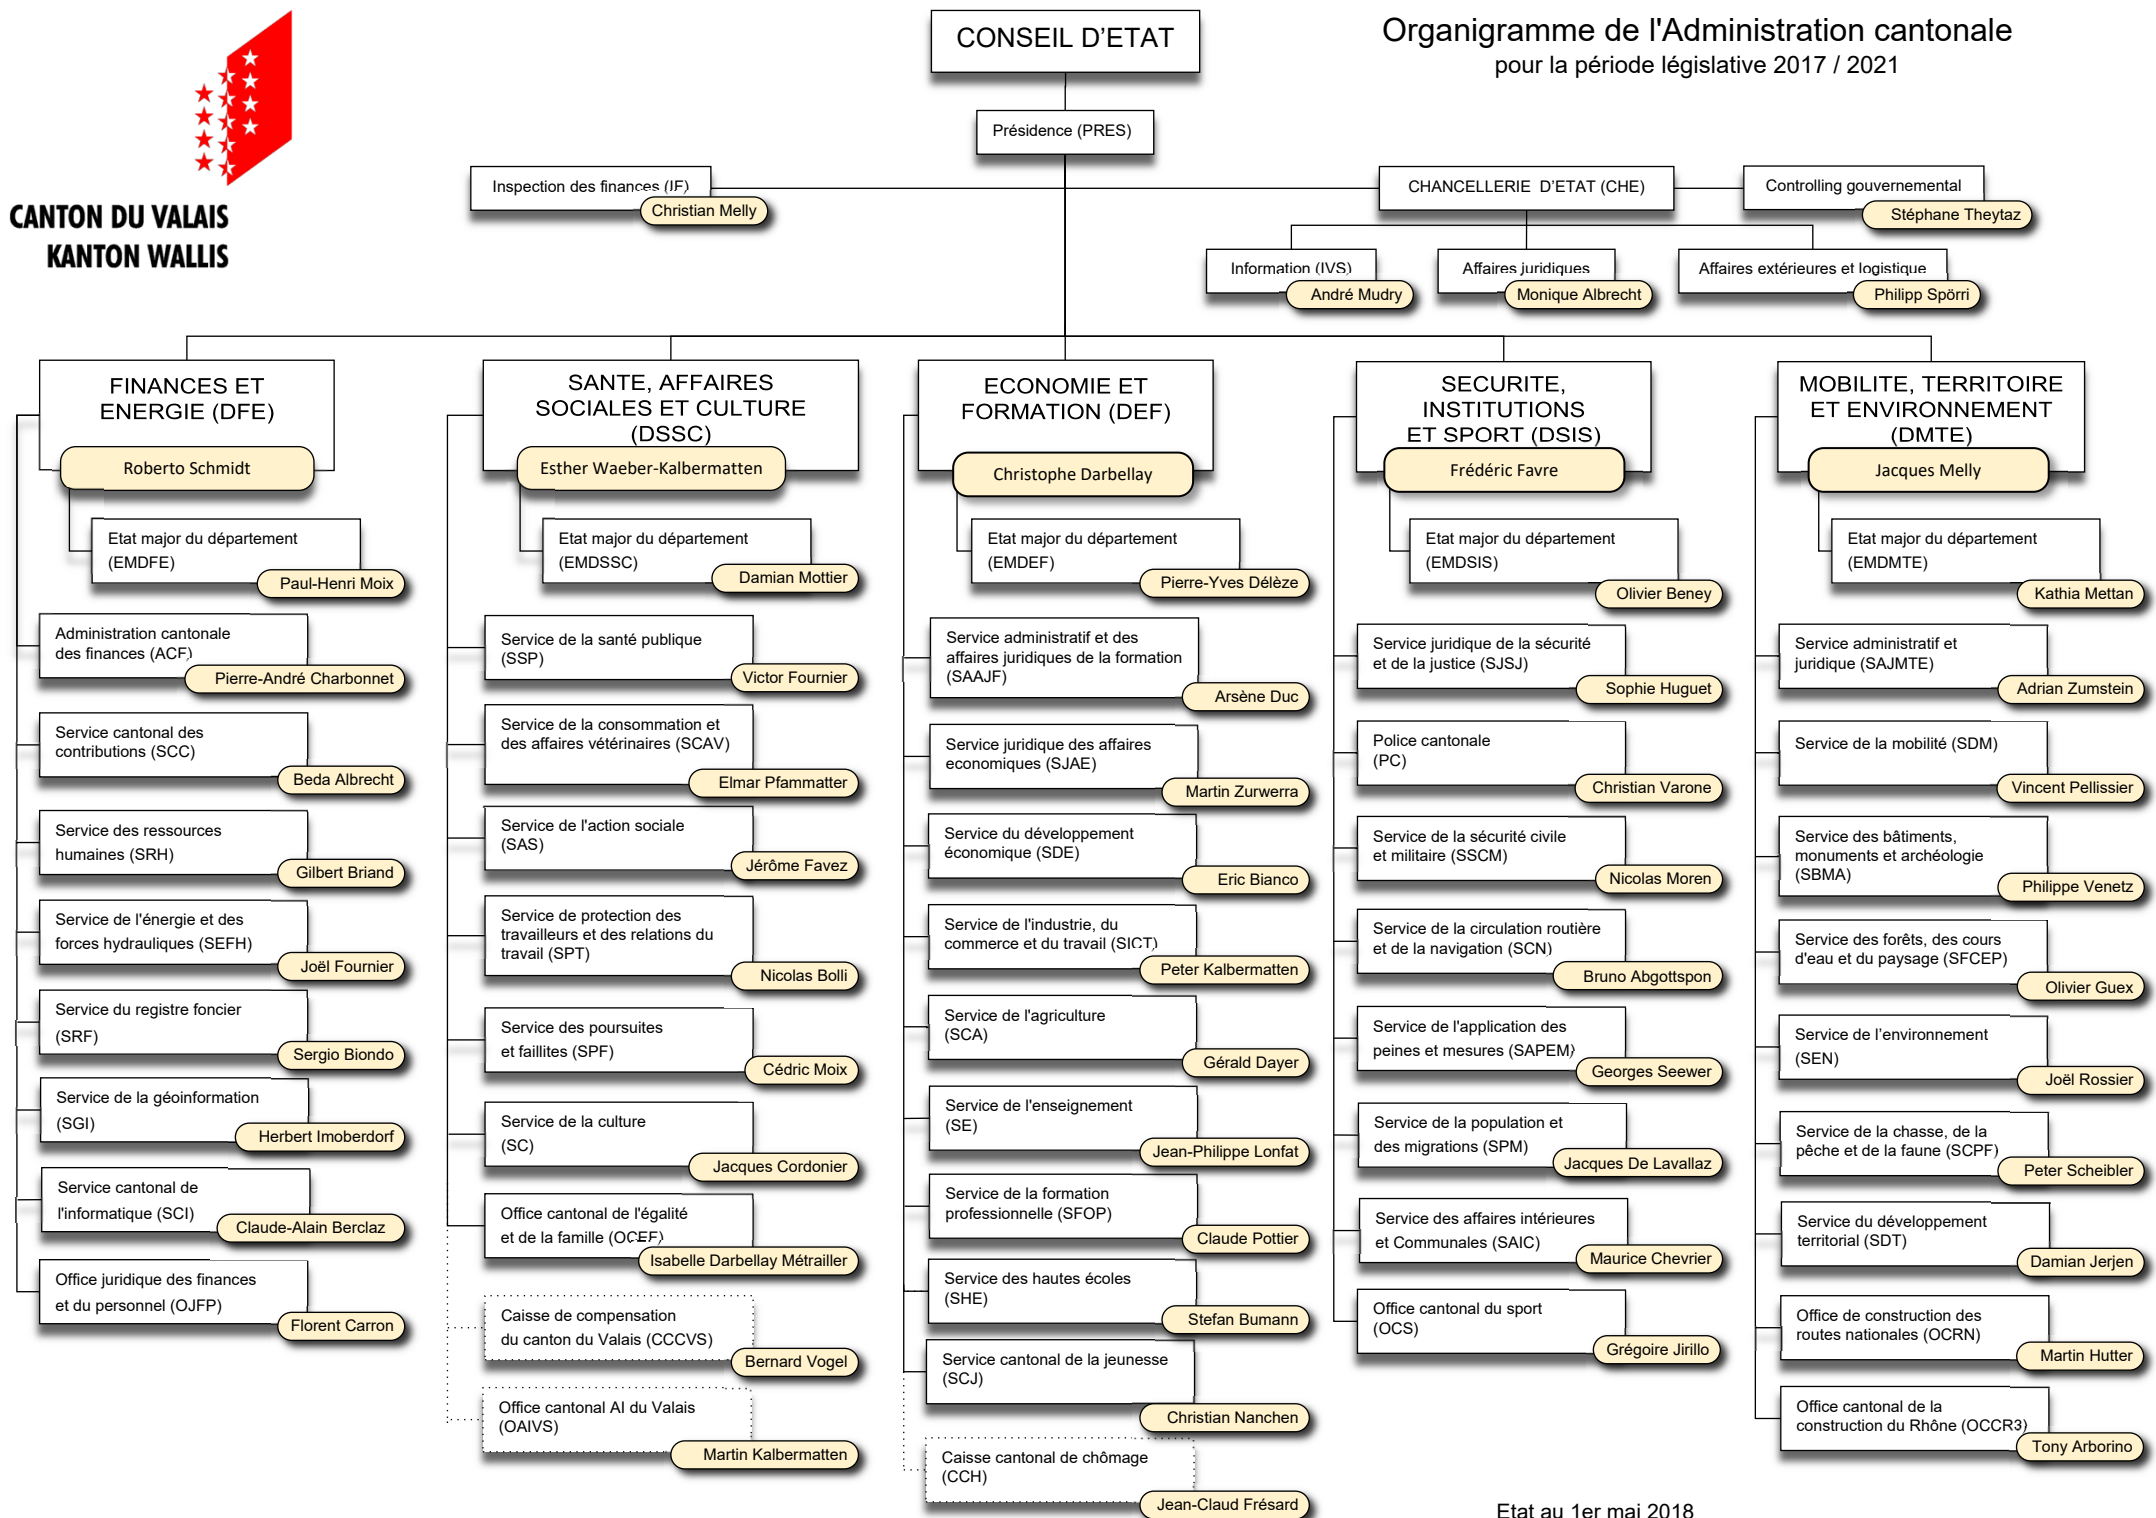 CONSEIL D'ETAT
Organigramme de l'Administration cantonale
pour la période législative 2017 / 2021
Présidence (PRES)
CANTON DU VALAIS
KANTON WALLIS
Inspection des finances (IF)
Christian Melly
CHANCELLERIE D'ETAT (CHE)
Controlling gouvernemental
Stéphane Theytaz
Information (IVS)
André Mudry
Affaires juridiques
Monique Albrecht
Affaires extérieures et logistique
Philipp Spörri
FINANCES ET
ENERGIE (DFE)
Roberto Schmidt
Etat major du département
(EMDFE)
Paul-Henri Moix
Administration cantonale
des finances (ACF)
Pierre-André Charbonnet
Service cantonal des
contributions (SCC)
Beda Albrecht
Service des ressources
humaines (SRH)
Gilbert Briand
Service de l'énergie et des
forces hydrauliques (SEFH)
Joël Fournier
Service du registre foncier
(SRF)
Sergio Biondo
Service de la géoinformation
(SGI)
Herbert Imoberdorf
Service cantonal de
l'informatique (SCI)
Claude-Alain Berclaz
Office juridique des finances
et du personnel (OJFP)
Florent Carron
SANTE, AFFAIRES
SOCIALES ET CULTURE
(DSSC)
Esther Waeber-Kalbermatten
Etat major du département
(EMDSSC)
Damian Mottier
Service de la santé publique
(SSP)
Victor Fournier
Service de la consommation et
des affaires vétérinaires (SCAV)
Elmar Pfammatter
Service de l'action sociale
(SAS)
Jérôme Favez
Service de protection des
travailleurs et des relations du
travail (SPT)
Nicolas Bolli
Service des poursuites
et faillites (SPF)
Cédric Moix
Service de la culture
(SC)
Jacques Cordonier
Office cantonal de l'égalité
et de la famille (OCEF)
Isabelle Darbellay Métrailler
Caisse de compensation
du canton du Valais (CCCVS)
Bernard Vogel
Office cantonal AI du Valais
(OAIVS)
Martin Kalbermatten
ECONOMIE ET
FORMATION (DEF)
Christophe Darbellay
Etat major du département
(EMDEF)
Pierre-Yves Délèze
Service administratif et des
affaires juridiques de la formation
(SAAJF)
Arsène Duc
Service juridique des affaires
economiques (SJAE)
Martin Zurwerra
Service du développement
économique (SDE)
Eric Bianco
Service de l'industrie, du
commerce et du travail (SICT)
Peter Kalbermatten
Service de l'agriculture
(SCA)
Gérald Dayer
Service de l'enseignement
(SE)
Jean-Philippe Lonfat
Service de la formation
professionnelle (SFOP)
Claude Pottier
Service des hautes écoles
(SHE)
Stefan Bumann
Service cantonal de la jeunesse
(SCJ)
Christian Nanchen
Caisse cantonal de chômage
(CCH)
Jean-Claud Frésard
SECURITE,
INSTITUTIONS
ET SPORT (DSIS)
Frédéric Favre
Etat major du département
(EMDSIS)
Olivier Beney
Service juridique de la sécurité
et de la justice (SJSJ)
Sophie Huguet
Police cantonale
(PC)
Christian Varone
Service de la sécurité civile
et militaire (SSCM)
Nicolas Moren
Service de la circulation routière
et de la navigation (SCN)
Bruno Abgottspon
Service de l'application des
peines et mesures (SAPEM)
Georges Seewer
Service de la population et
des migrations (SPM)
Jacques De Lavallaz
Service des affaires intérieures
et Communales (SAIC)
Maurice Chevrier
Office cantonal du sport
(OCS)
Grégoire Jirillo
MOBILITE, TERRITOIRE
ET ENVIRONNEMENT
(DMTE)
Jacques Melly
Etat major du département
(EMDMTE)
Kathia Mettan
Service administratif et
juridique (SAJMTE)
Adrian Zumstein
Service de la mobilité (SDM)
Vincent Pellissier
Service des bâtiments,
monuments et archéologie
(SBMA)
Philippe Venetz
Service des forêts, des cours
d'eau et du paysage (SFCEP)
Olivier Guex
Service de l’environnement
(SEN)
Joël Rossier
Service de la chasse, de la
pêche et de la faune (SCPF)
Peter Scheibler
Service du développement
territorial (SDT)
Damian Jerjen
Office de construction des
routes nationales (OCRN)
Martin Hutter
Office cantonal de la
construction du Rhône (OCCR3)
Tony Arborino
Etat au 1er mai 2018